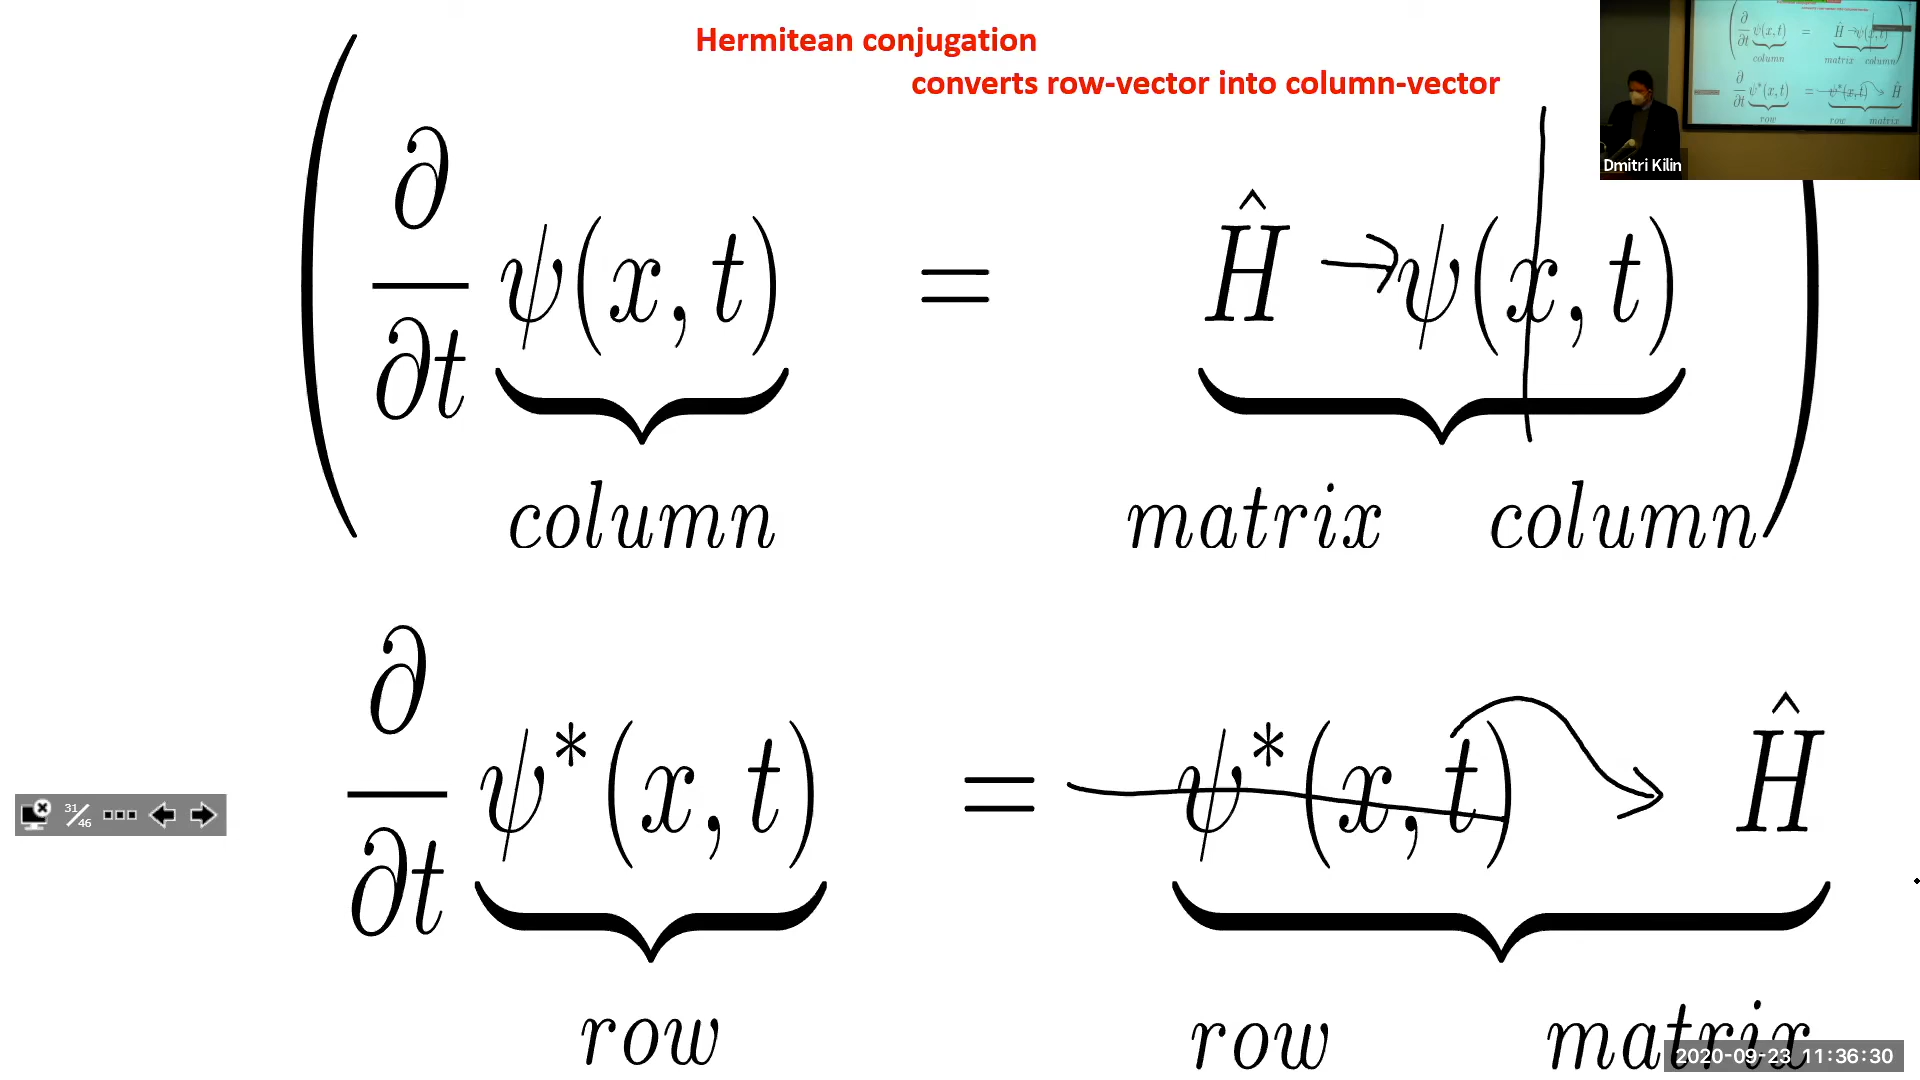 Hermitean conjugation
converts row-vector into column-vector
( ∂/∂t ψ(x, t) = Ĥ → ψ(x, t) )
column matrix column
Dmitri Kilin
∂/∂t ψ*(x, t) = ψ*(x, t) → Ĥ
31/46
row row matrix
2020-09-23 11:36:30